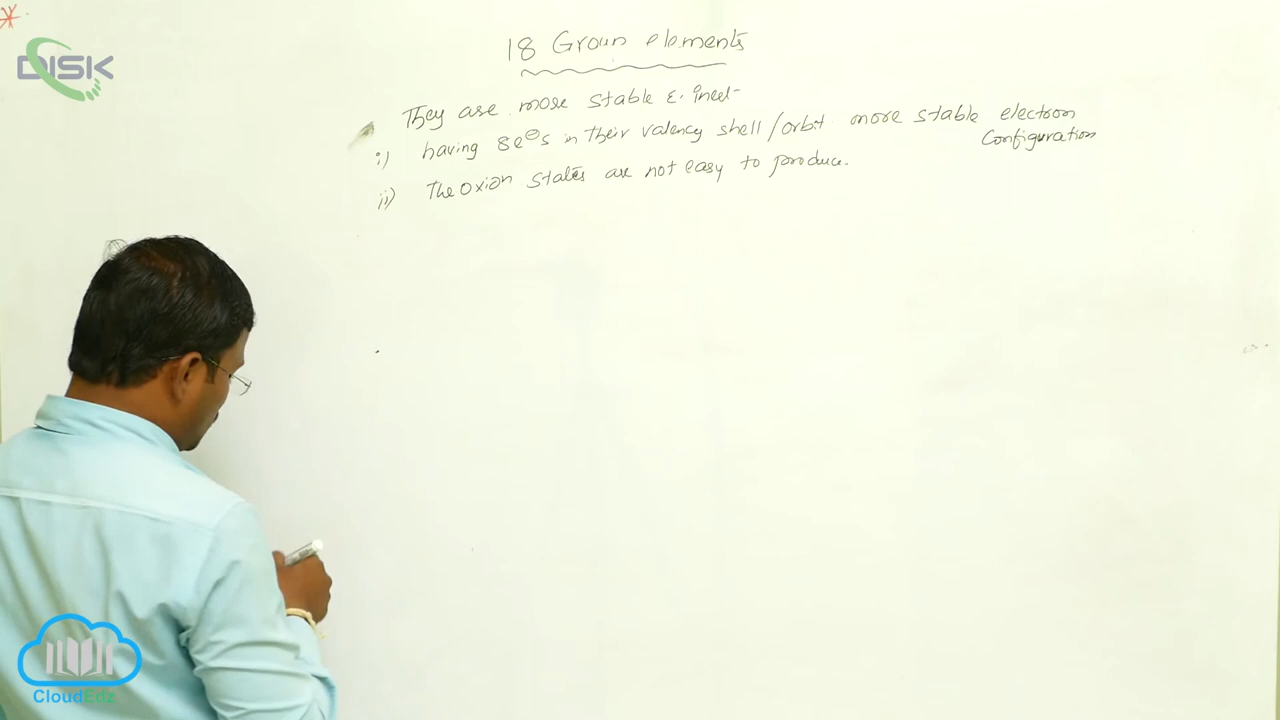 DISK
18 Group elements
They are more stable & inert
i) having 8e⊖s in their valency shell/orbit more stable electron
configuration
ii) The oxian states are not easy to produce.
CloudEdz